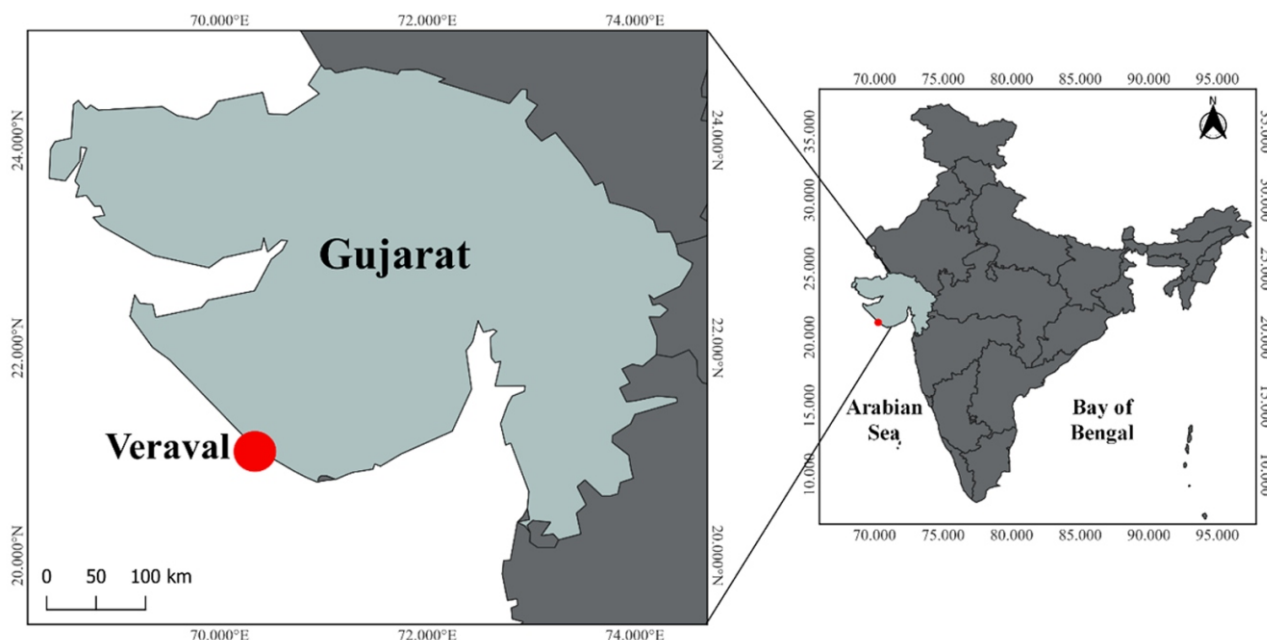 70.000°E 72.000°E 74.000°E
24.000°N
22.000°N
20.000°N
24.000°N
22.000°N
20.000°N
Gujarat
Veraval
0 50 100 km
70.000°E 72.000°E 74.000°E
70.000 75.000 80.000 85.000 90.000 95.000
N
35.000
30.000
25.000
20.000
15.000
10.000
35.000
30.000
25.000
20.000
15.000
10.000
Arabian
Sea
Bay of
Bengal
70.000 75.000 80.000 85.000 90.000 95.000